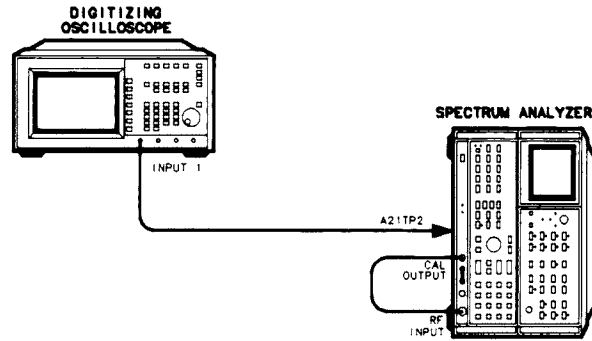 DIGITIZING
OSCILLOSCOPE
SPECTRUM ANALYZER
INPUT 1
A21TP2
CAL
OUTPUT
RF
INPUT